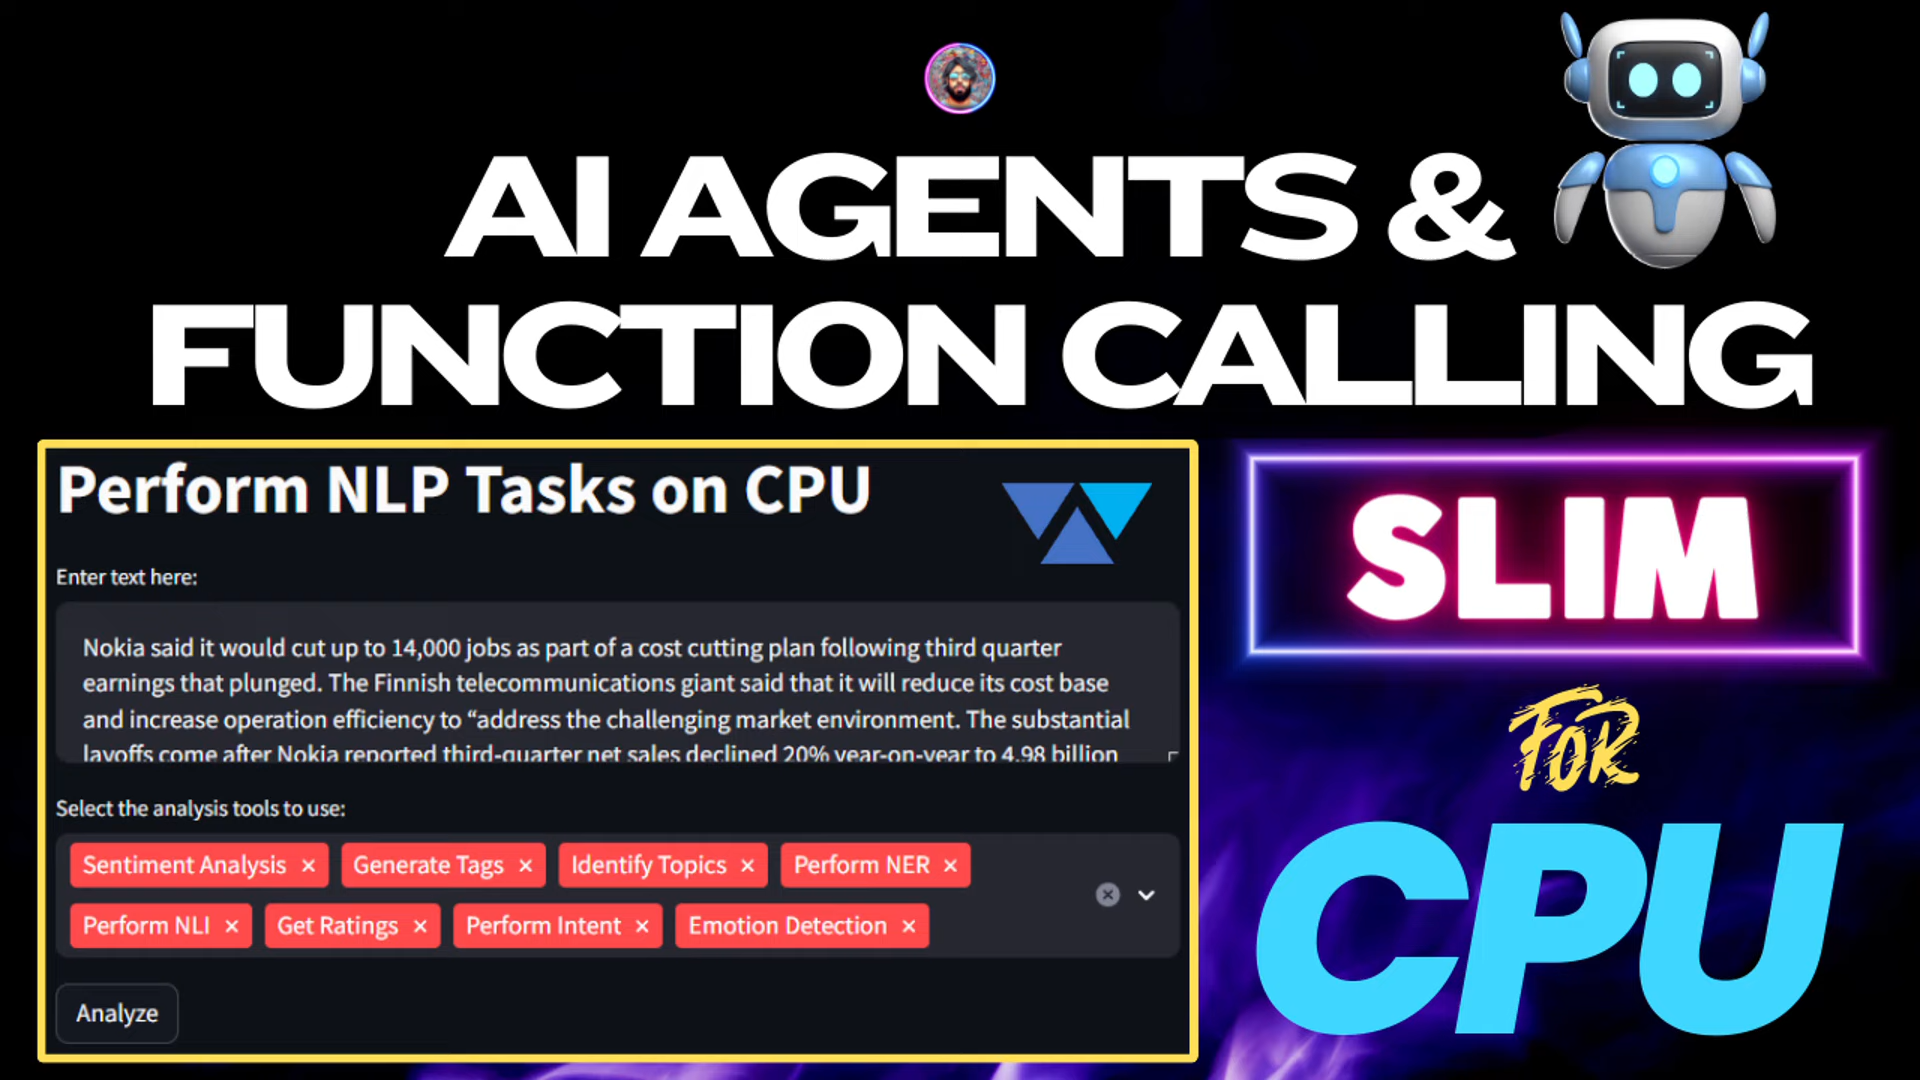 AI AGENTS &
FUNCTION CALLING
Perform NLP Tasks on CPU
Enter text here:
Nokia said it would cut up to 14,000 jobs as part of a cost cutting plan following third quarter
earnings that plunged. The Finnish telecommunications giant said that it will reduce its cost base
and increase operation efficiency to “address the challenging market environment. The substantial
layoffs come after Nokia reported third-quarter net sales declined 20% year-on-year to 4.98 billion
Select the analysis tools to use:
Sentiment Analysis × Generate Tags × Identify Topics × Perform NER ×
Perform NLI × Get Ratings × Perform Intent × Emotion Detection ×
Analyze
SLIM
FOR
CPU